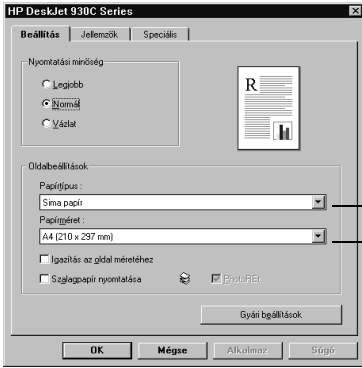 HP DeskJet 930C Series
Beállítás Jellemzők Speciális
Nyomtatási minőség
Legjobb
Normál
Vázlat
R
Oldalbeállítások
Papírtípus :
Sima papír
Papírméret :
A4 (210 x 297 mm)
Igazítás az oldal méretéhez
Szalagpapír nyomtatása PhotoREt
Gyári beállítások
OK Mégse Alkalmaz Súgó